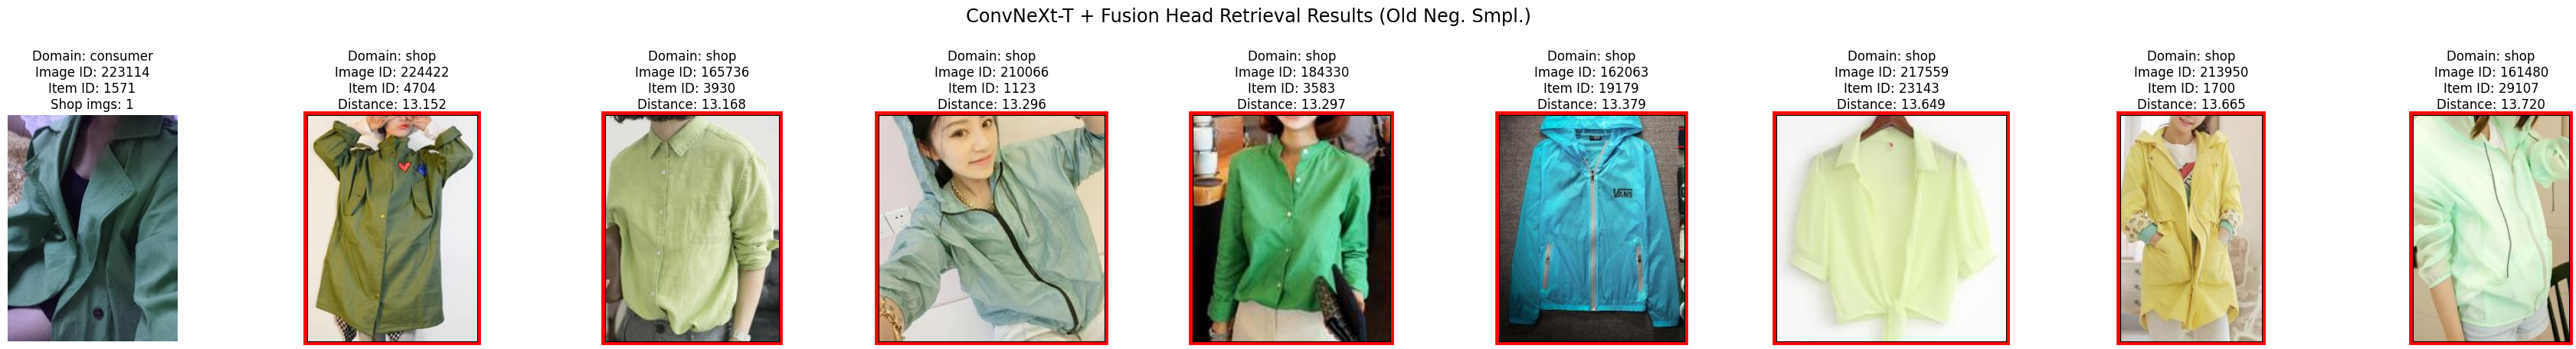 ConvNeXt-T + Fusion Head Retrieval Results (Old Neg. Smpl.)
Domain: consumer
Image ID: 223114
Item ID: 1571
Shop imgs: 1
Domain: shop
Image ID: 224422
Item ID: 4704
Distance: 13.152
Domain: shop
Image ID: 165736
Item ID: 3930
Distance: 13.168
Domain: shop
Image ID: 210066
Item ID: 1123
Distance: 13.296
Domain: shop
Image ID: 184330
Item ID: 3583
Distance: 13.297
Domain: shop
Image ID: 162063
Item ID: 19179
Distance: 13.379
VANS
Domain: shop
Image ID: 217559
Item ID: 23143
Distance: 13.649
Domain: shop
Image ID: 213950
Item ID: 1700
Distance: 13.665
Domain: shop
Image ID: 161480
Item ID: 29107
Distance: 13.720